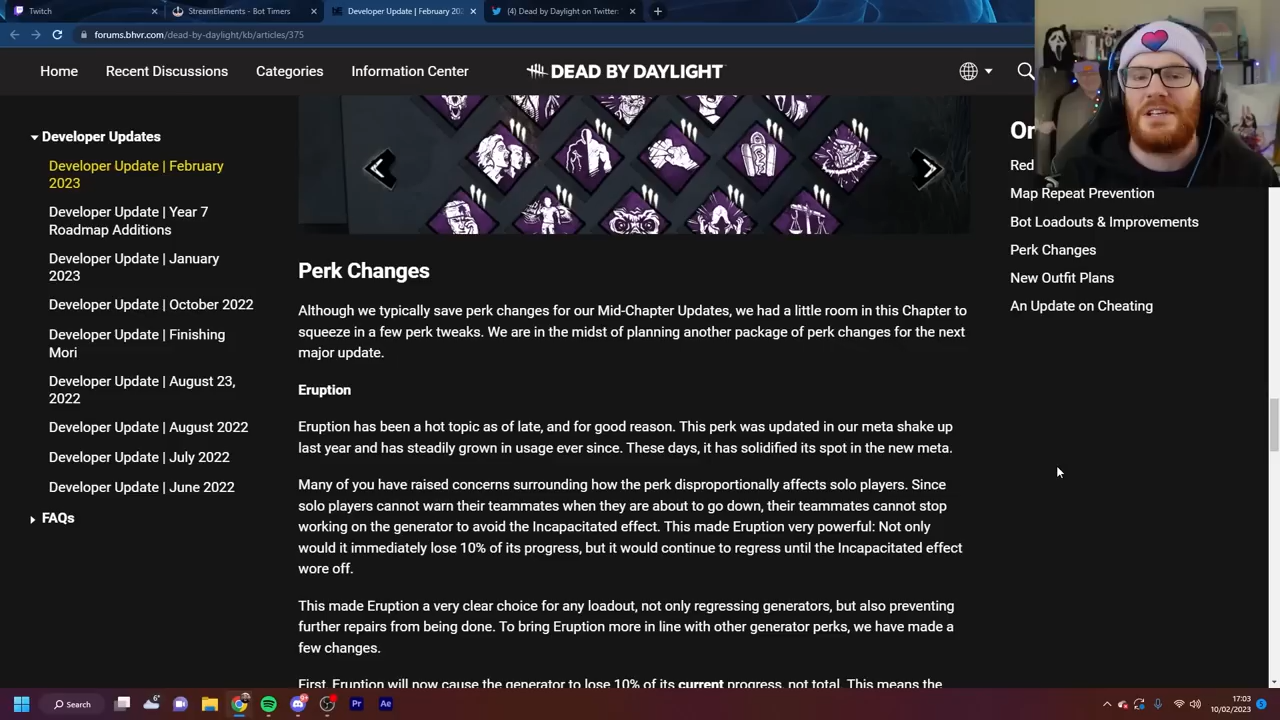 Twitch
StreamElements - Bot Timers
Developer Update | February 202
(4) Dead by Daylight on Twitter:
forums.bhvr.com/dead-by-daylight/kb/articles/375
Home
Recent Discussions
Categories
Information Center
DEAD BY DAYLIGHT
Developer Updates
Developer Update | February
2023
Developer Update | Year 7
Roadmap Additions
Developer Update | January
2023
Developer Update | October 2022
Developer Update | Finishing
Mori
Developer Update | August 23,
2022
Developer Update | August 2022
Developer Update | July 2022
Developer Update | June 2022
FAQs
Perk Changes
Although we typically save perk changes for our Mid-Chapter Updates, we had a little room in this Chapter to
squeeze in a few perk tweaks. We are in the midst of planning another package of perk changes for the next
major update.
Eruption
Eruption has been a hot topic as of late, and for good reason. This perk was updated in our meta shake up
last year and has steadily grown in usage ever since. These days, it has solidified its spot in the new meta.
Many of you have raised concerns surrounding how the perk disproportionally affects solo players. Since
solo players cannot warn their teammates when they are about to go down, their teammates cannot stop
working on the generator to avoid the Incapacitated effect. This made Eruption very powerful: Not only
would it immediately lose 10% of its progress, but it would continue to regress until the Incapacitated effect
wore off.
This made Eruption a very clear choice for any loadout, not only regressing generators, but also preventing
further repairs from being done. To bring Eruption more in line with other generator perks, we have made a
few changes.
First, Eruption will now cause the generator to lose 10% of its current progress, not total. This means the
Or
Red
Map Repeat Prevention
Bot Loadouts & Improvements
Perk Changes
New Outfit Plans
An Update on Cheating
Search
6°
Pr
Ae
17:03
10/02/2023